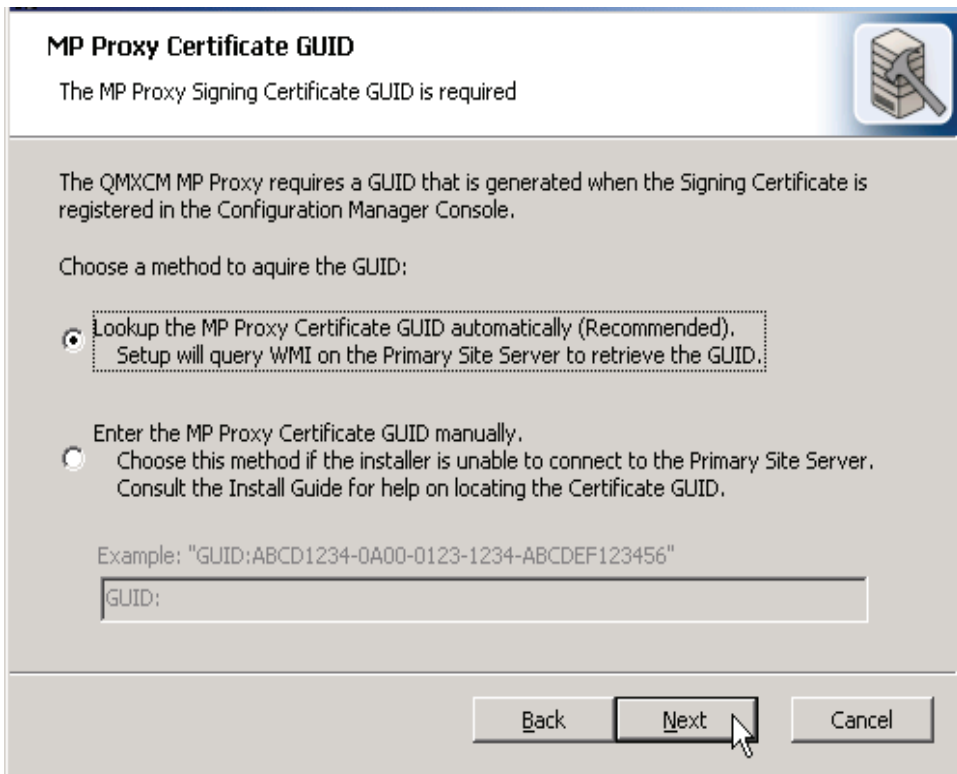 MP Proxy Certificate GUID
The MP Proxy Signing Certificate GUID is required
The QMXCM MP Proxy requires a GUID that is generated when the Signing Certificate is
registered in the Configuration Manager Console.
Choose a method to aquire the GUID:
Lookup the MP Proxy Certificate GUID automatically (Recommended).
Setup will query WMI on the Primary Site Server to retrieve the GUID.
Enter the MP Proxy Certificate GUID manually.
Choose this method if the installer is unable to connect to the Primary Site Server.
Consult the Install Guide for help on locating the Certificate GUID.
Example: "GUID:ABCD1234-0A00-0123-1234-ABCDEF123456"
GUID:
Back Next Cancel